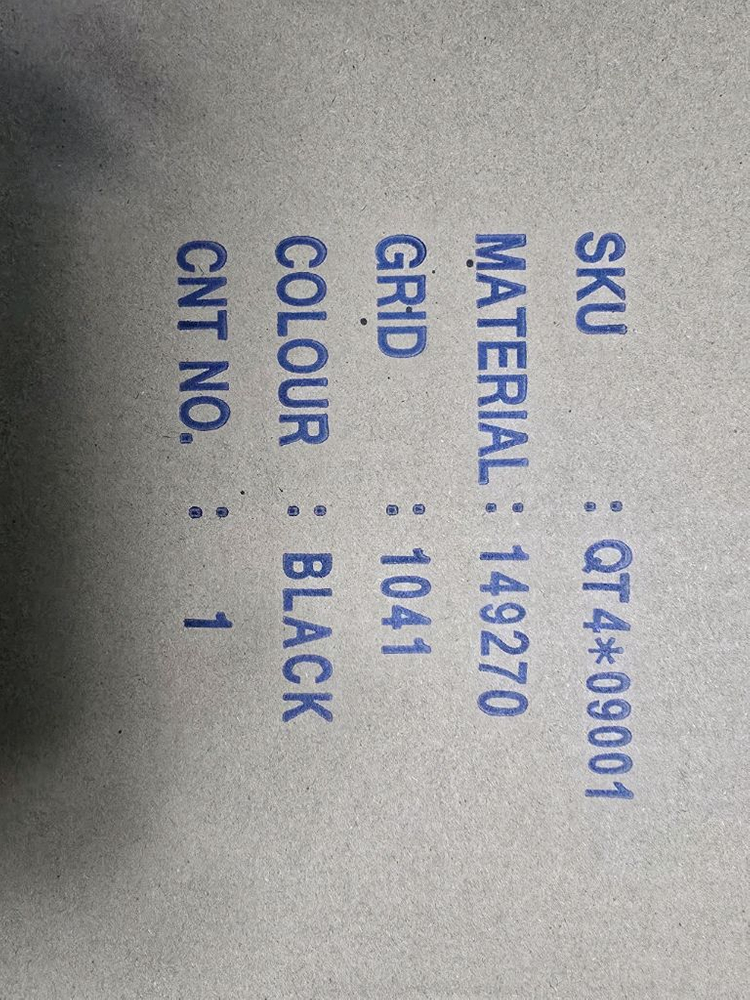 SKU : QT4*09001
MATERIAL : 149270
GRID : 1041
COLOUR : BLACK
CNT NO. : 1